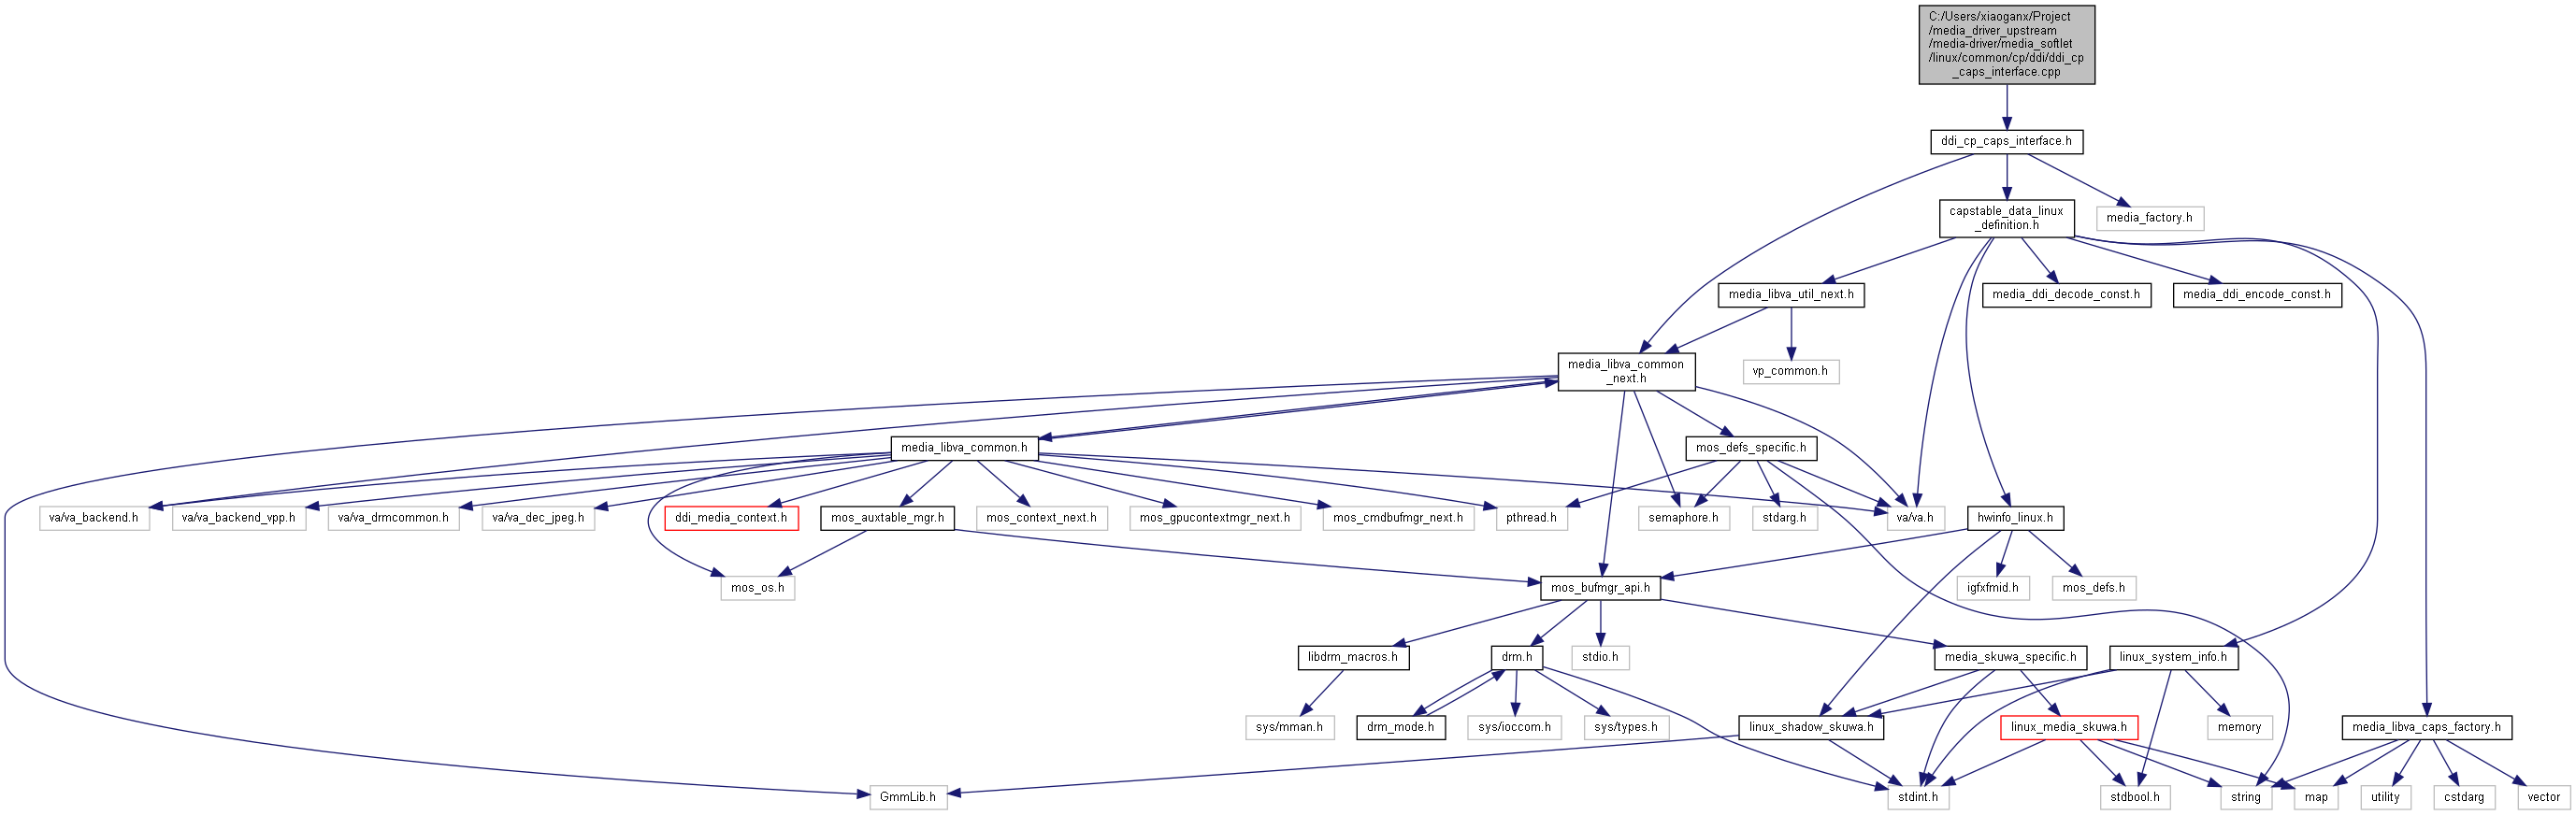 C:/Users/xiaoganx/Project
/media_driver_upstream
/media-driver/media_softlet
/linux/common/cp/ddi/ddi_cp
_caps_interface.cpp
ddi_cp_caps_interface.h
capstable_data_linux
_definition.h
media_factory.h
media_libva_util_next.h
media_ddi_decode_const.h
media_ddi_encode_const.h
media_libva_common
_next.h
vp_common.h
media_libva_common.h
mos_defs_specific.h
va/va_backend.h
va/va_backend_vpp.h
va/va_drmcommon.h
va/va_dec_jpeg.h
ddi_media_context.h
mos_auxtable_mgr.h
mos_context_next.h
mos_gpucontextmgr_next.h
mos_cmdbufmgr_next.h
pthread.h
semaphore.h
stdarg.h
va/va.h
hwinfo_linux.h
mos_os.h
mos_bufmgr_api.h
igfxfmid.h
mos_defs.h
libdrm_macros.h
drm.h
stdio.h
media_skuwa_specific.h
linux_system_info.h
sys/mman.h
drm_mode.h
sys/ioccom.h
sys/types.h
linux_shadow_skuwa.h
linux_media_skuwa.h
memory
media_libva_caps_factory.h
GmmLib.h
stdint.h
stdbool.h
string
map
utility
cstdarg
vector